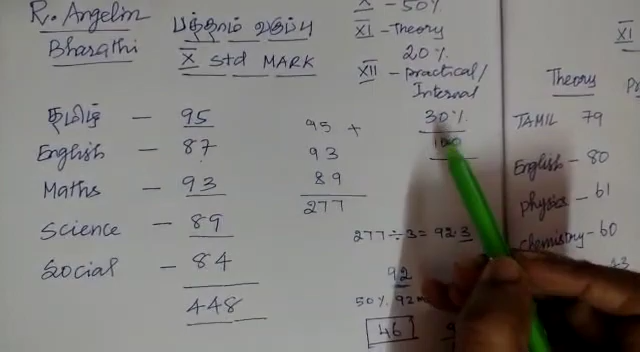 R. Angelin
Bharathi
பத்தாம் வகுப்பு
X Std MARK
தமிழ் - 95
English - 87
Maths - 93
Science - 89
Social - 84
448
95 +
93
89
277
X - 50%
XI - Theory
20%
XII - Practical/
Internal
30%
100
277 ÷ 3 = 92.3
92
50% 92
46
XI
Theory
TAMIL 79
English - 80
physics - 61
chemistry - 60
43